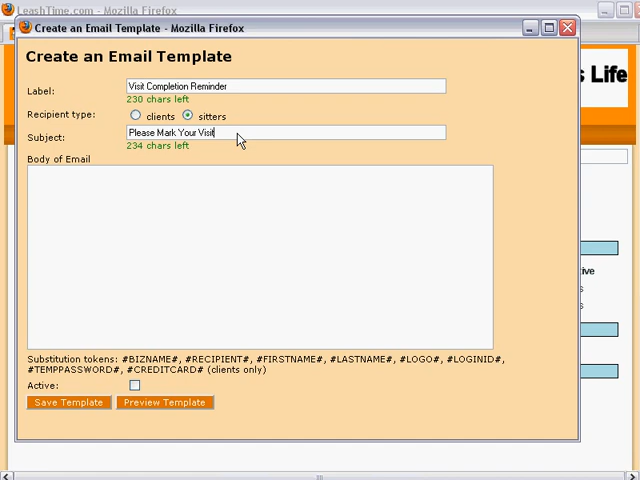 LeashTime.com - Mozilla Firefox
Create an Email Template - Mozilla Firefox
Create an Email Template
s Life
Label: Visit Completion Reminder
230 chars left
Recipient type: clients sitters
Subject: Please Mark Your Visit
234 chars left
Body of Email
ive
s
s
Substitution tokens: #BIZNAME#, #RECIPIENT#, #FIRSTNAME#, #LASTNAME#, #LOGO#, #LOGINID#,
#TEMPPASSWORD#, #CREDITCARD# (clients only)
Active:
Save Template Preview Template